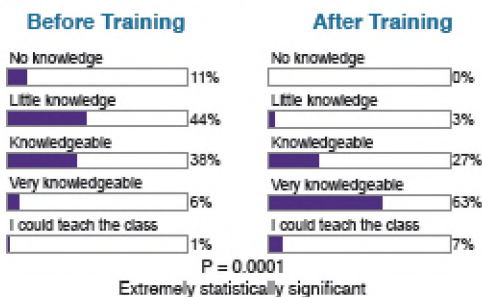 Before Training
No knowledge
11%
Little knowledge
44%
Knowledgeable
38%
Very knowledgeable
6%
I could teach the class
1%
After Training
No knowledge
0%
Little knowledge
3%
Knowledgeable
27%
Very knowledgeable
63%
I could teach the class
7%
P = 0.0001
Extremely statistically significant